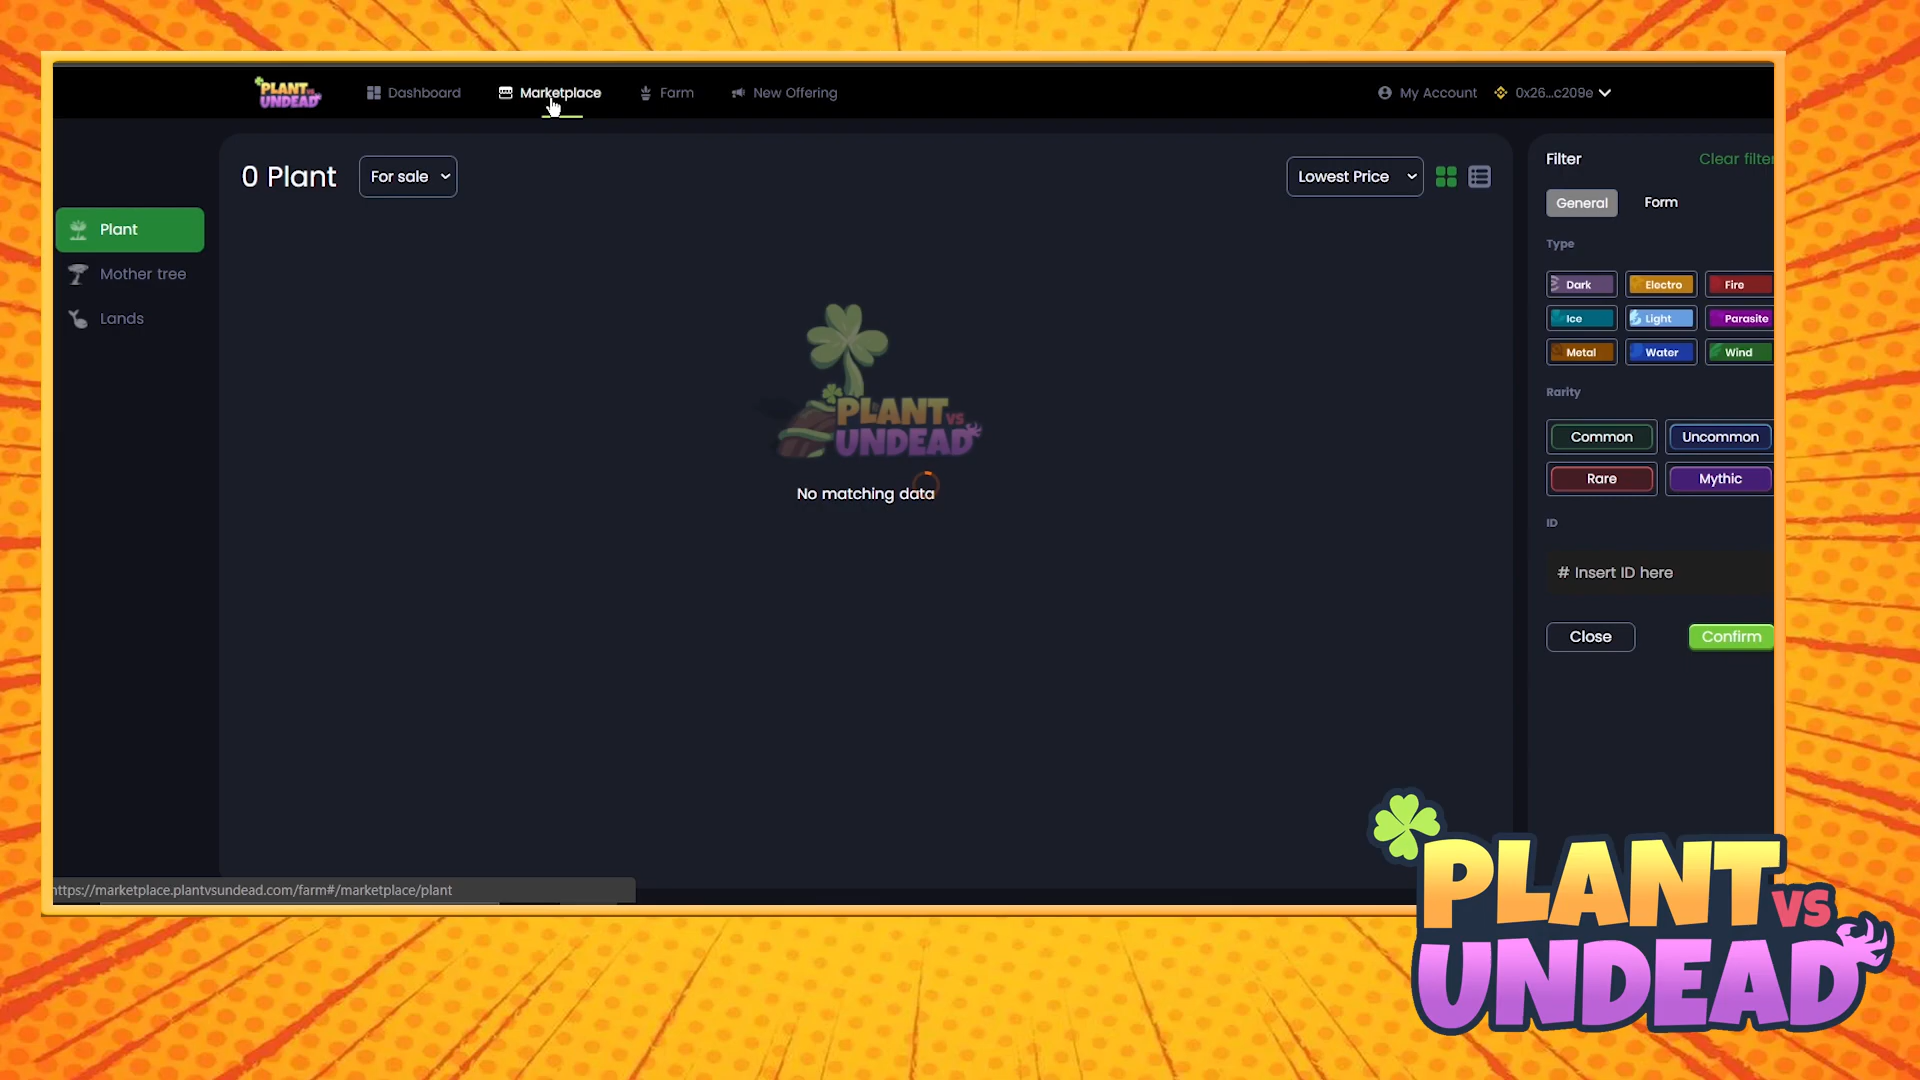 PLANT VS UNDEAD
Dashboard
Marketplace
Farm
New Offering
My Account
0x26...c209e
0 Plant
For sale
Lowest Price
Plant
Mother tree
Lands
PLANT VS
UNDEAD
No matching data
Filter
Clear filter
General
Form
Type
Dark
Electro
Fire
Ice
Light
Parasite
Metal
Water
Wind
Rarity
Common
Uncommon
Rare
Mythic
ID
# Insert ID here
Close
Confirm
https://marketplace.plantvsundead.com/farm#/marketplace/plant
PLANT VS
UNDEAD